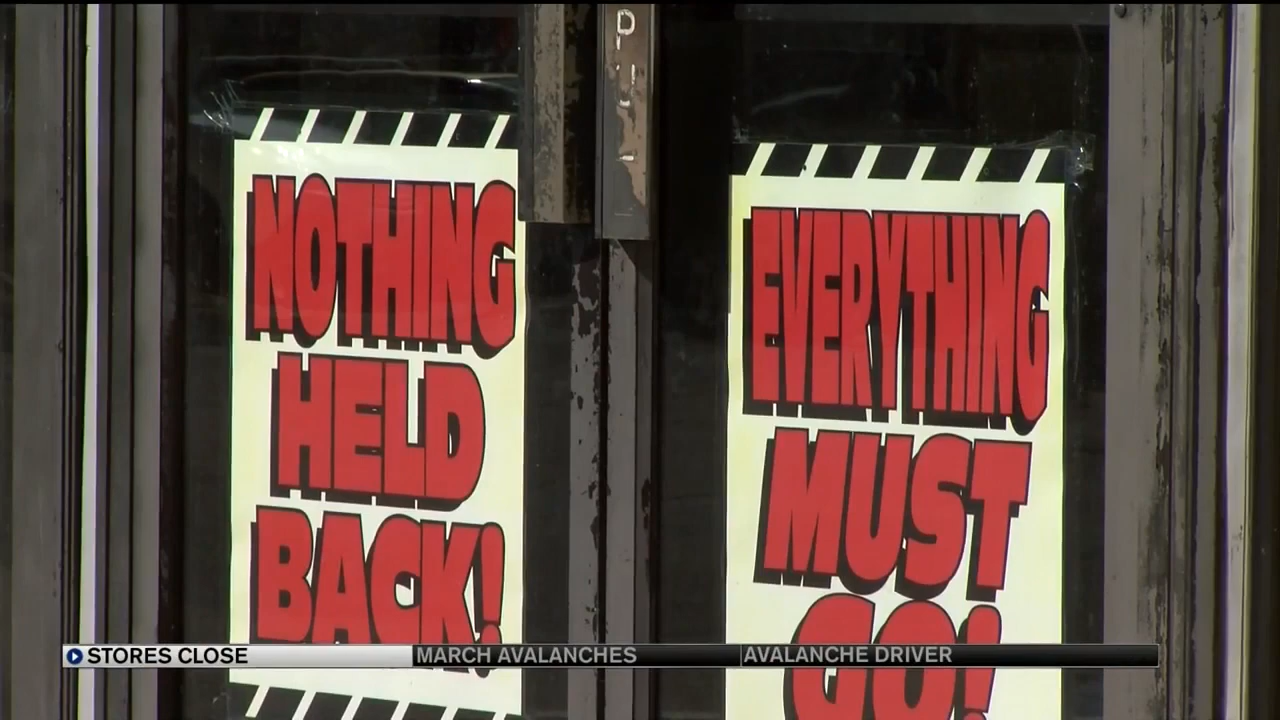 NOTHING
HELD
BACK!
EVERYTHING
MUST
GO!
STORES CLOSE
MARCH AVALANCHES
AVALANCHE DRIVER